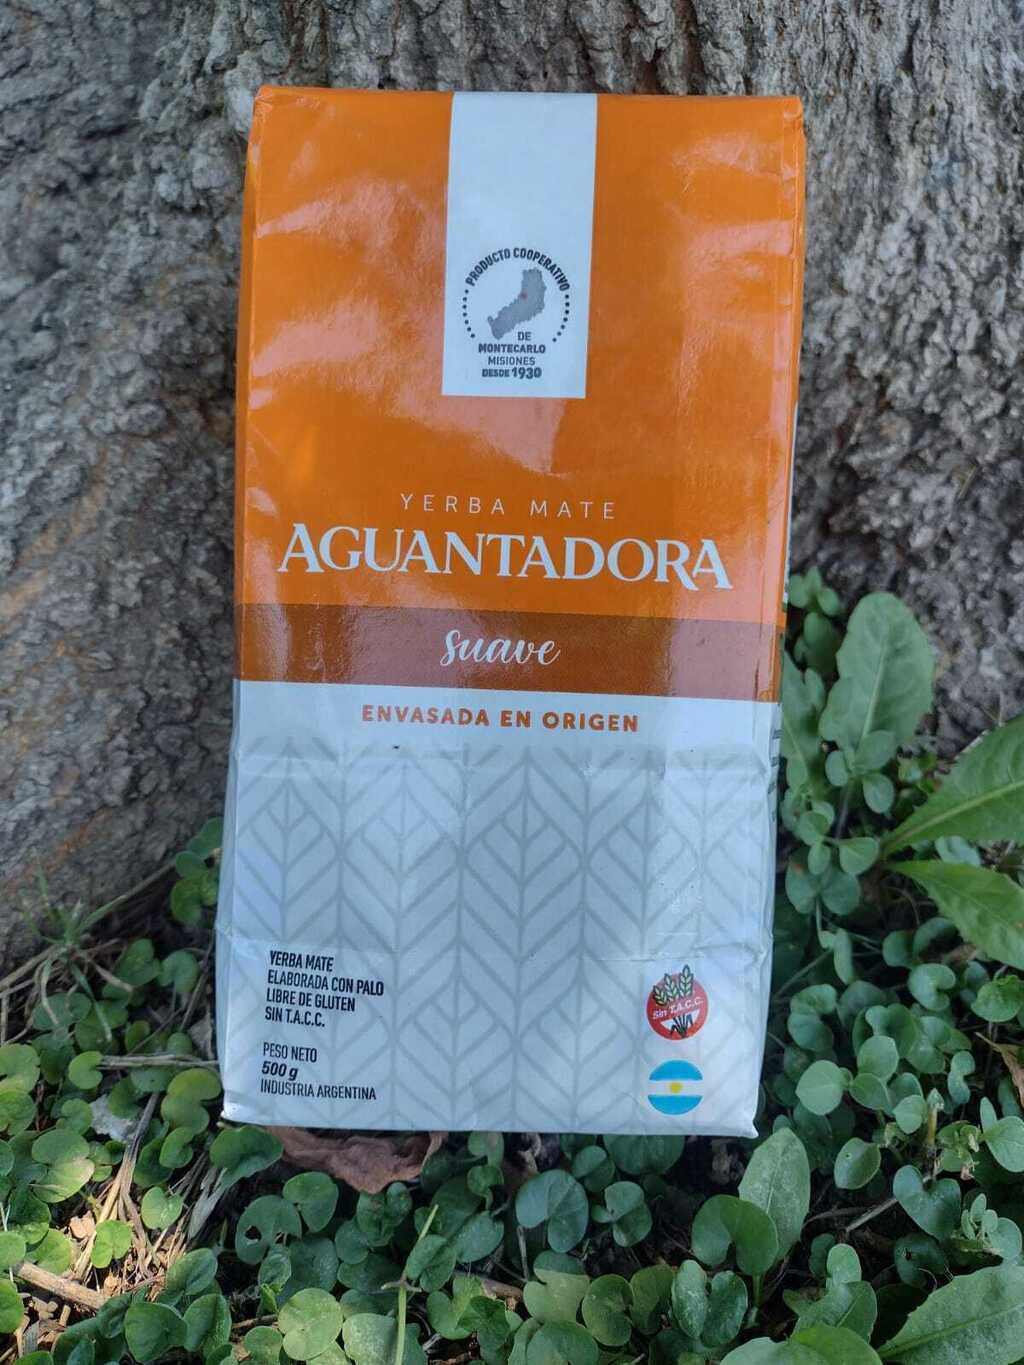 PRODUCTO COOPERATIVO
DE
MONTECARLO
MISIONES
DESDE 1930
YERBA MATE
AGUANTADORA
suave
ENVASADA EN ORIGEN
YERBA MATE
ELABORADA CON PALO
LIBRE DE GLUTEN
SIN T.A.C.C.
PESO NETO
500 g
INDUSTRIA ARGENTINA
Sin T.A.C.C.